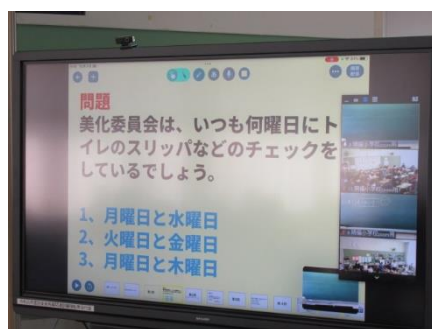 問題
美化委員会は、いつも何曜日にト
イレのスリッパなどのチェックを
しているでしょう。
1、月曜日と水曜日
2、火曜日と金曜日
3、月曜日と木曜日